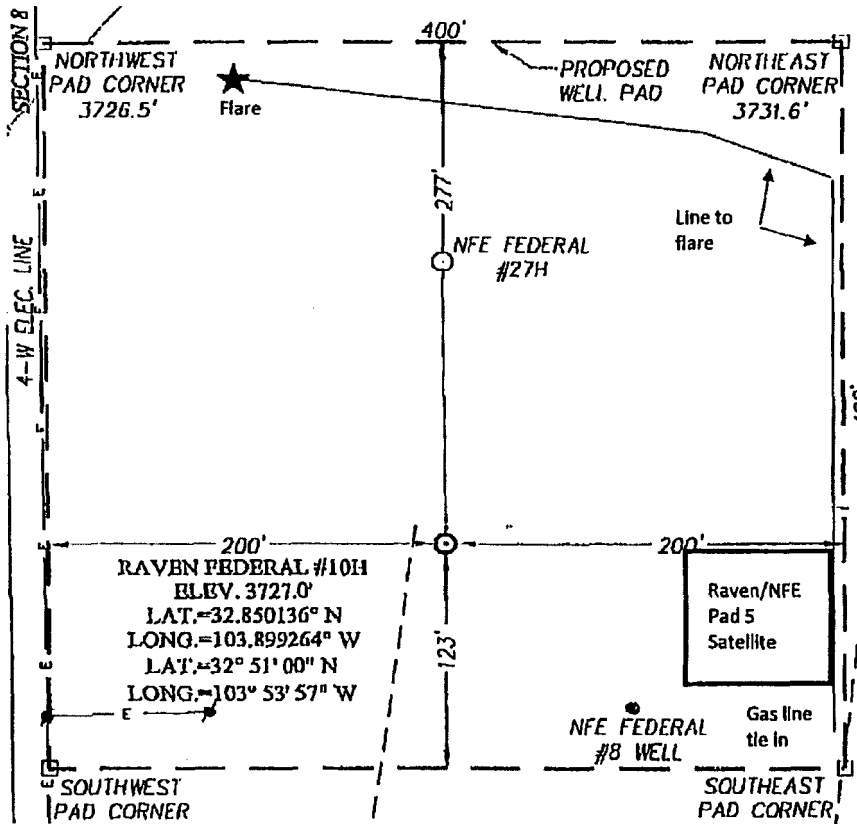 SECTION 8
400'
NORTHWEST
PAD CORNER
3726.5'
Flare
PROPOSED
WELL PAD
NORTHEAST
PAD CORNER
3731.6'
277'
Line to
flare
NFE FEDERAL
#27H
4-W ELEC. LINE
E
E
E
E
E
E
200'
200'
RAVEN FEDERAL #10H
ELEV. 3727.0'
LAT.=32.850136° N
LONG.=103.899264° W
LAT.=32° 51' 00" N
LONG.=103° 53' 57" W
123'
Raven/NFE
Pad 5
Satellite
E
NFE FEDERAL
#8 WELL
Gas line
tie in
SOUTHWEST
PAD CORNER
SOUTHEAST
PAD CORNER